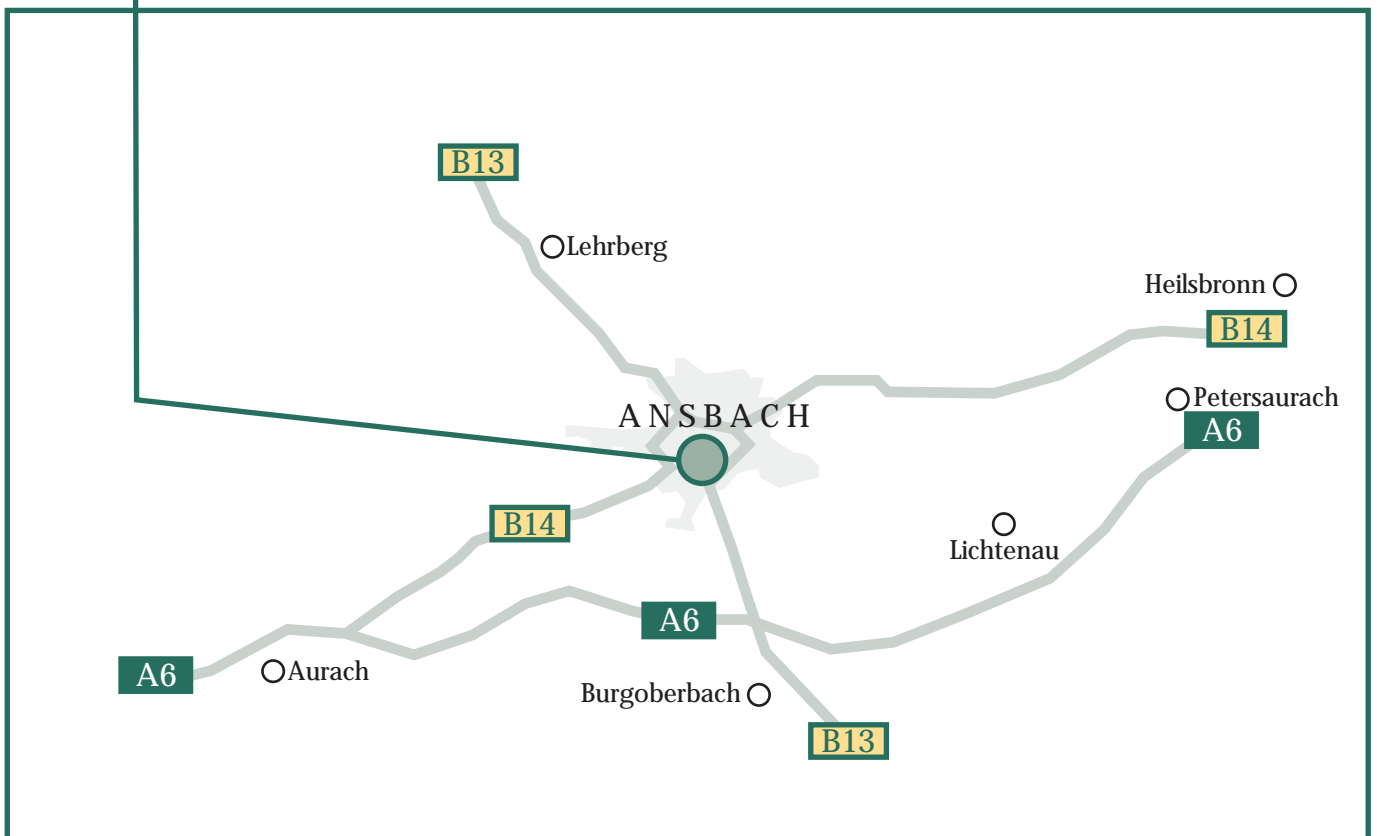 B13
Lehrberg
Heilsbronn
B14
Petersaurach
ANSBACH
A6
B14
Lichtenau
A6
A6
Aurach
Burgoberbach
B13